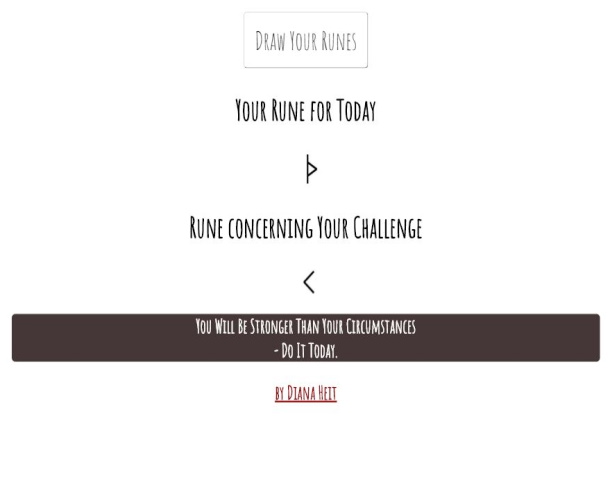 Draw Your Runes
Your Rune for Today
ᚦ
Rune concerning Your Challenge
ᚲ
You Will Be Stronger Than Your Circumstances
- Do It Today.
by Diana Heit